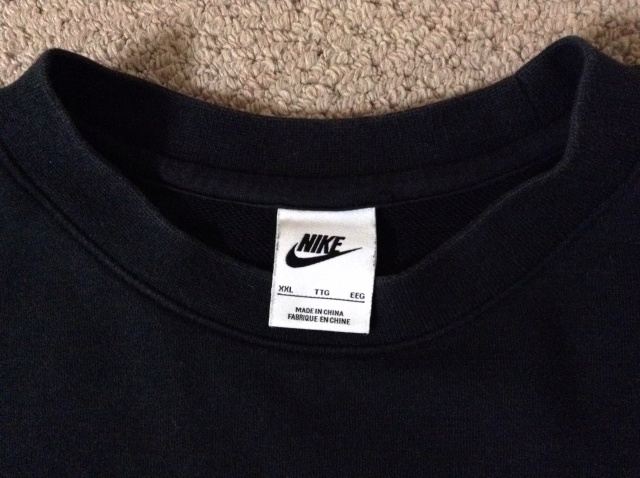 NIKE
XXL TTG EEG
MADE IN CHINA
FABRIQUE EN CHINE